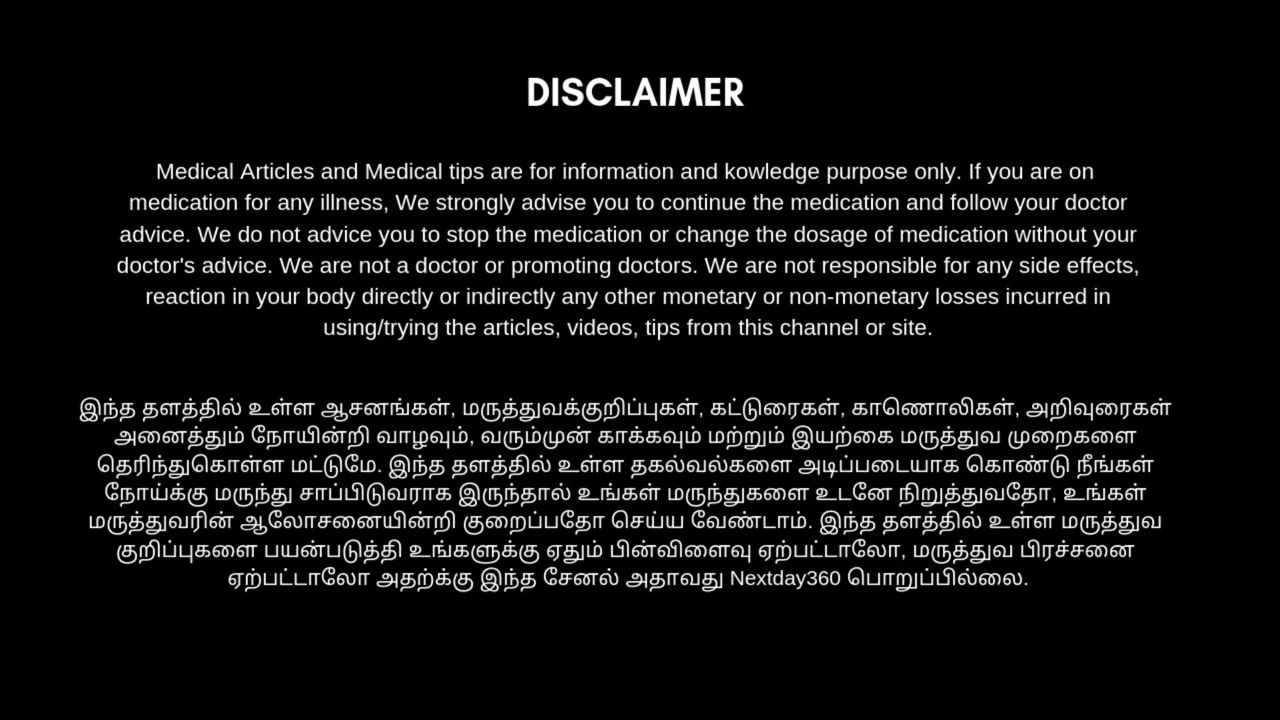 DISCLAIMER
Medical Articles and Medical tips are for information and kowledge purpose only. If you are on
medication for any illness, We strongly advise you to continue the medication and follow your doctor
advice. We do not advice you to stop the medication or change the dosage of medication without your
doctor's advice. We are not a doctor or promoting doctors. We are not responsible for any side effects,
reaction in your body directly or indirectly any other monetary or non-monetary losses incurred in
using/trying the articles, videos, tips from this channel or site.
இந்த தளத்தில் உள்ள ஆசனங்கள், மருத்துவக்குறிப்புகள், கட்டுரைகள், காணொலிகள், அறிவுரைகள்
அனைத்தும் நோயின்றி வாழவும், வரும்முன் காக்கவும் மற்றும் இயற்கை மருத்துவ முறைகளை
தெரிந்துகொள்ள மட்டுமே. இந்த தளத்தில் உள்ள தகல்வல்களை அடிப்படையாக கொண்டு நீங்கள்
நோய்க்கு மருந்து சாப்பிடுவராக இருந்தால் உங்கள் மருந்துகளை உடனே நிறுத்துவதோ, உங்கள்
மருத்துவரின் ஆலோசனையின்றி குறைப்பதோ செய்ய வேண்டாம். இந்த தளத்தில் உள்ள மருத்துவ
குறிப்புகளை பயன்படுத்தி உங்களுக்கு ஏதும் பின்விளைவு ஏற்பட்டாலோ, மருத்துவ பிரச்சனை
ஏற்பட்டாலோ அதற்க்கு இந்த சேனல் அதாவது Nextday360 பொறுப்பில்லை.